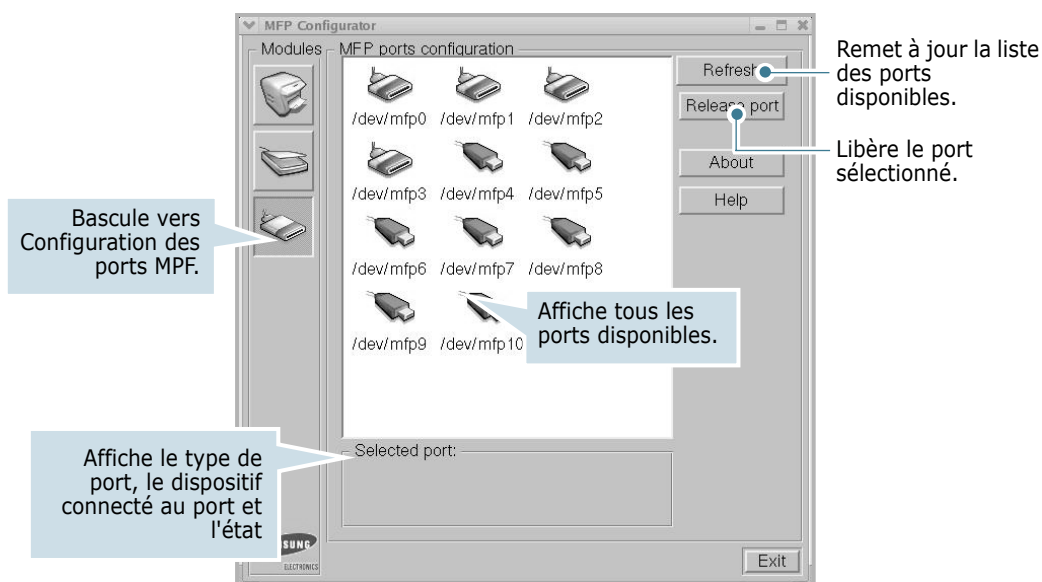 MFP Configurator
Modules
MFP ports configuration
/dev/mfp0 /dev/mfp1 /dev/mfp2
/dev/mfp3 /dev/mfp4 /dev/mfp5
/dev/mfp6 /dev/mfp7 /dev/mfp8
/dev/mfp9 /dev/mfp10
Refresh
Release port
About
Help
Remet à jour la liste
des ports
disponibles.
Libère le port
sélectionné.
Bascule vers
Configuration des
ports MPF.
Affiche tous les
ports disponibles.
Selected port:
Affiche le type de
port, le dispositif
connecté au port et
l'état
SUNG
ELECTRONICS
Exit